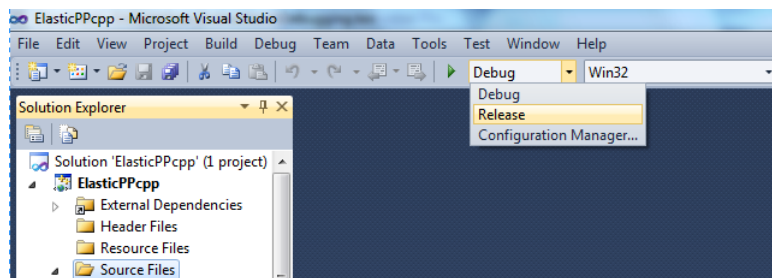 ElasticPPcpp - Microsoft Visual Studio
File Edit View Project Build Debug Team Data Tools Test Window Help
Debug Win32
Debug
Release
Configuration Manager...
Solution Explorer
Solution 'ElasticPPcpp' (1 project)
ElasticPPcpp
External Dependencies
Header Files
Resource Files
Source Files